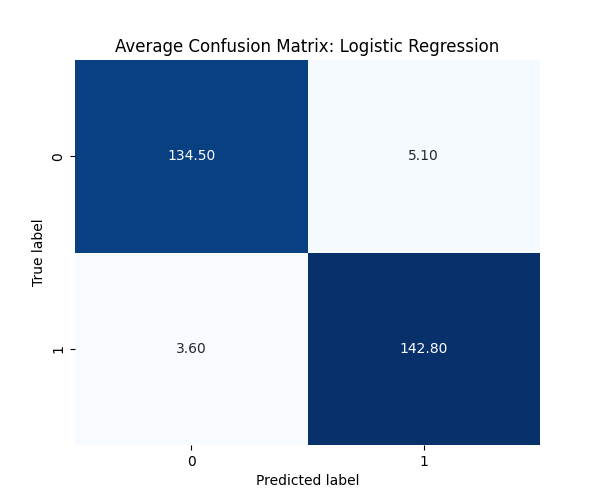 Average Confusion Matrix: Logistic Regression
0
134.50
5.10
True label
1
3.60
142.80
0
1
Predicted label